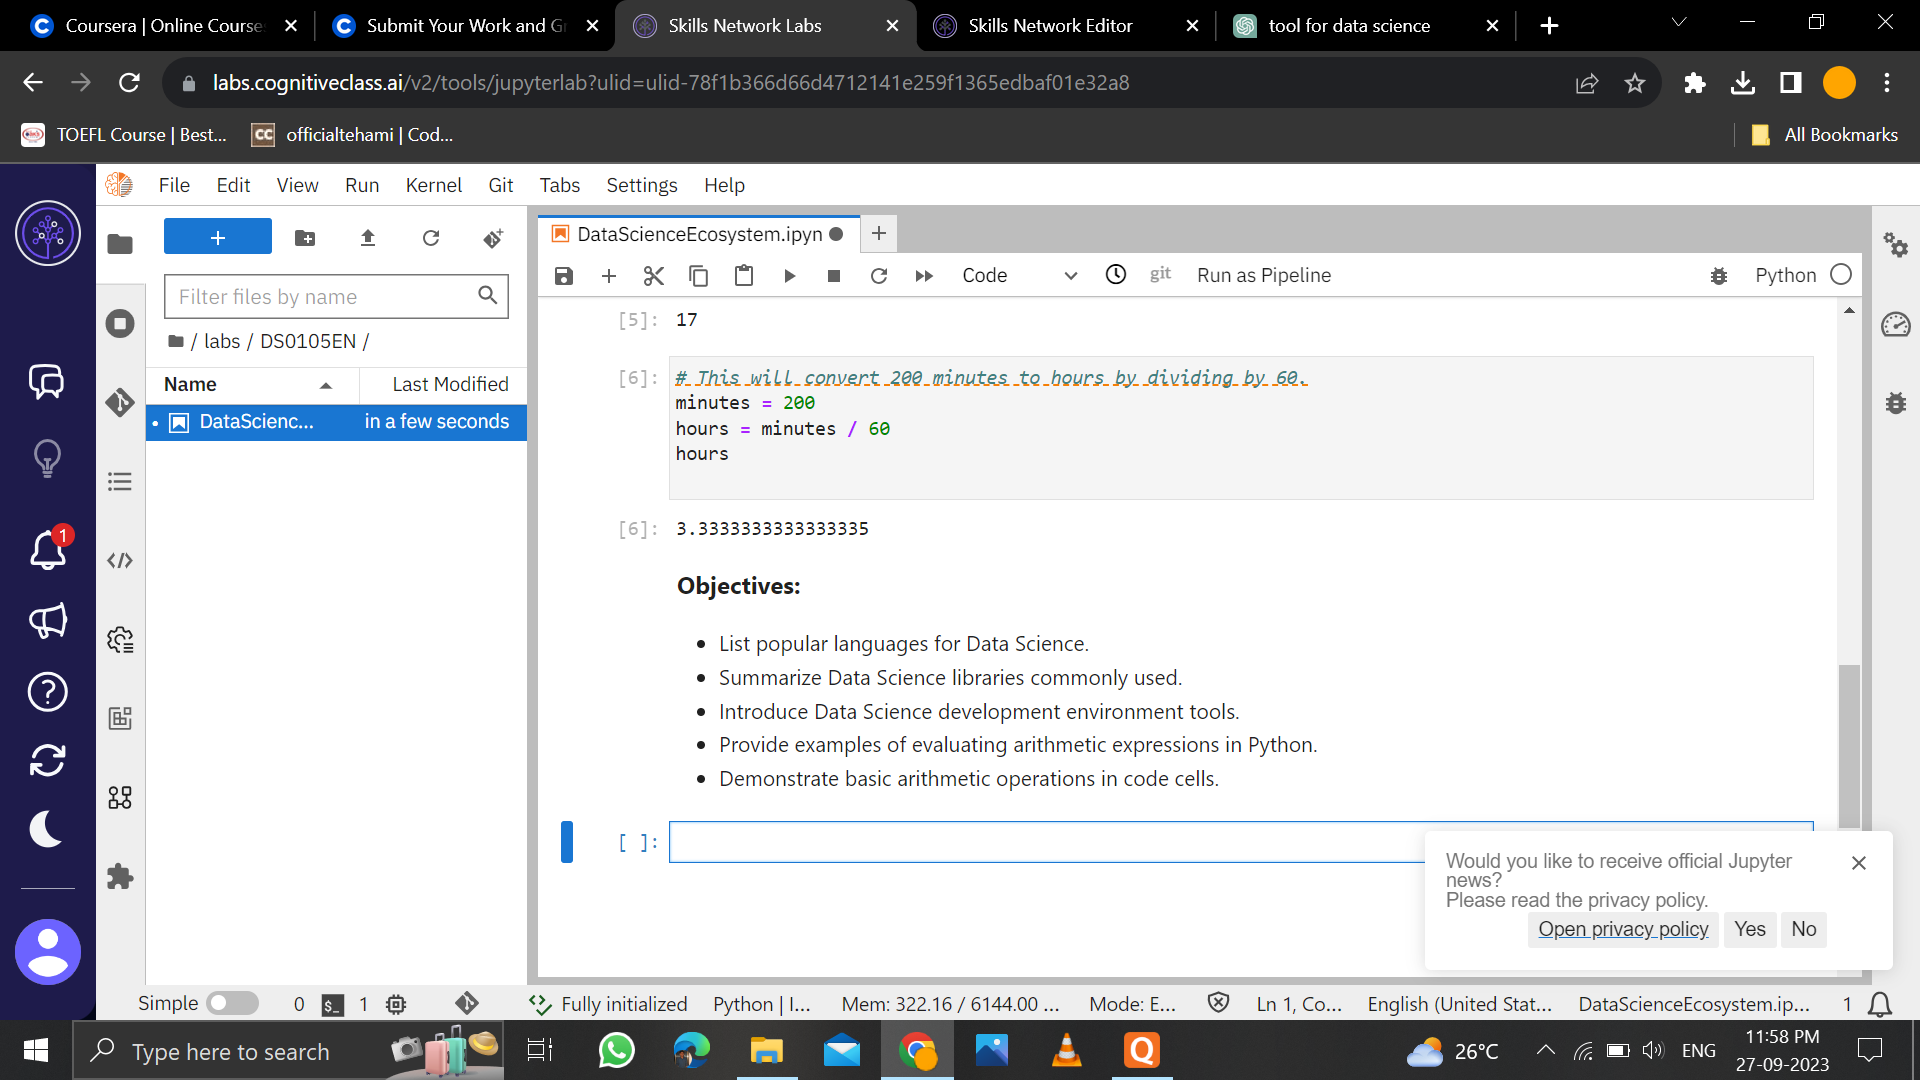 Coursera | Online Course
Submit Your Work and Gr
Skills Network Labs
Skills Network Editor
tool for data science
labs.cognitiveclass.ai/v2/tools/jupyterlab?ulid=ulid-78f1b366d66d4712141e259f1365edbaf01e32a8
TOEFL Course | Best...
CC
officialtehami | Cod...
All Bookmarks
File Edit View Run Kernel Git Tabs Settings Help
DataScienceEcosystem.ipyn
Filter files by name
Code
git
Run as Pipeline
Python
/ labs / DS0105EN /
Name
Last Modified
DataScienc...
in a few seconds
[5]: 17
[6]: # This will convert 200 minutes to hours by dividing by 60.
minutes = 200
hours = minutes / 60
hours
[6]: 3.3333333333333335
Objectives:
• List popular languages for Data Science.
• Summarize Data Science libraries commonly used.
• Introduce Data Science development environment tools.
• Provide examples of evaluating arithmetic expressions in Python.
• Demonstrate basic arithmetic operations in code cells.
[ ]:
Would you like to receive official Jupyter
news?
Please read the privacy policy.
Open privacy policy Yes No
1
Simple 0 $_ 1 Fully initialized Python | I... Mem: 322.16 / 6144.00 ... Mode: E... Ln 1, Co... English (United Stat... DataScienceEcosystem.ip... 1
Type here to search
26°C
ENG
11:58 PM
27-09-2023